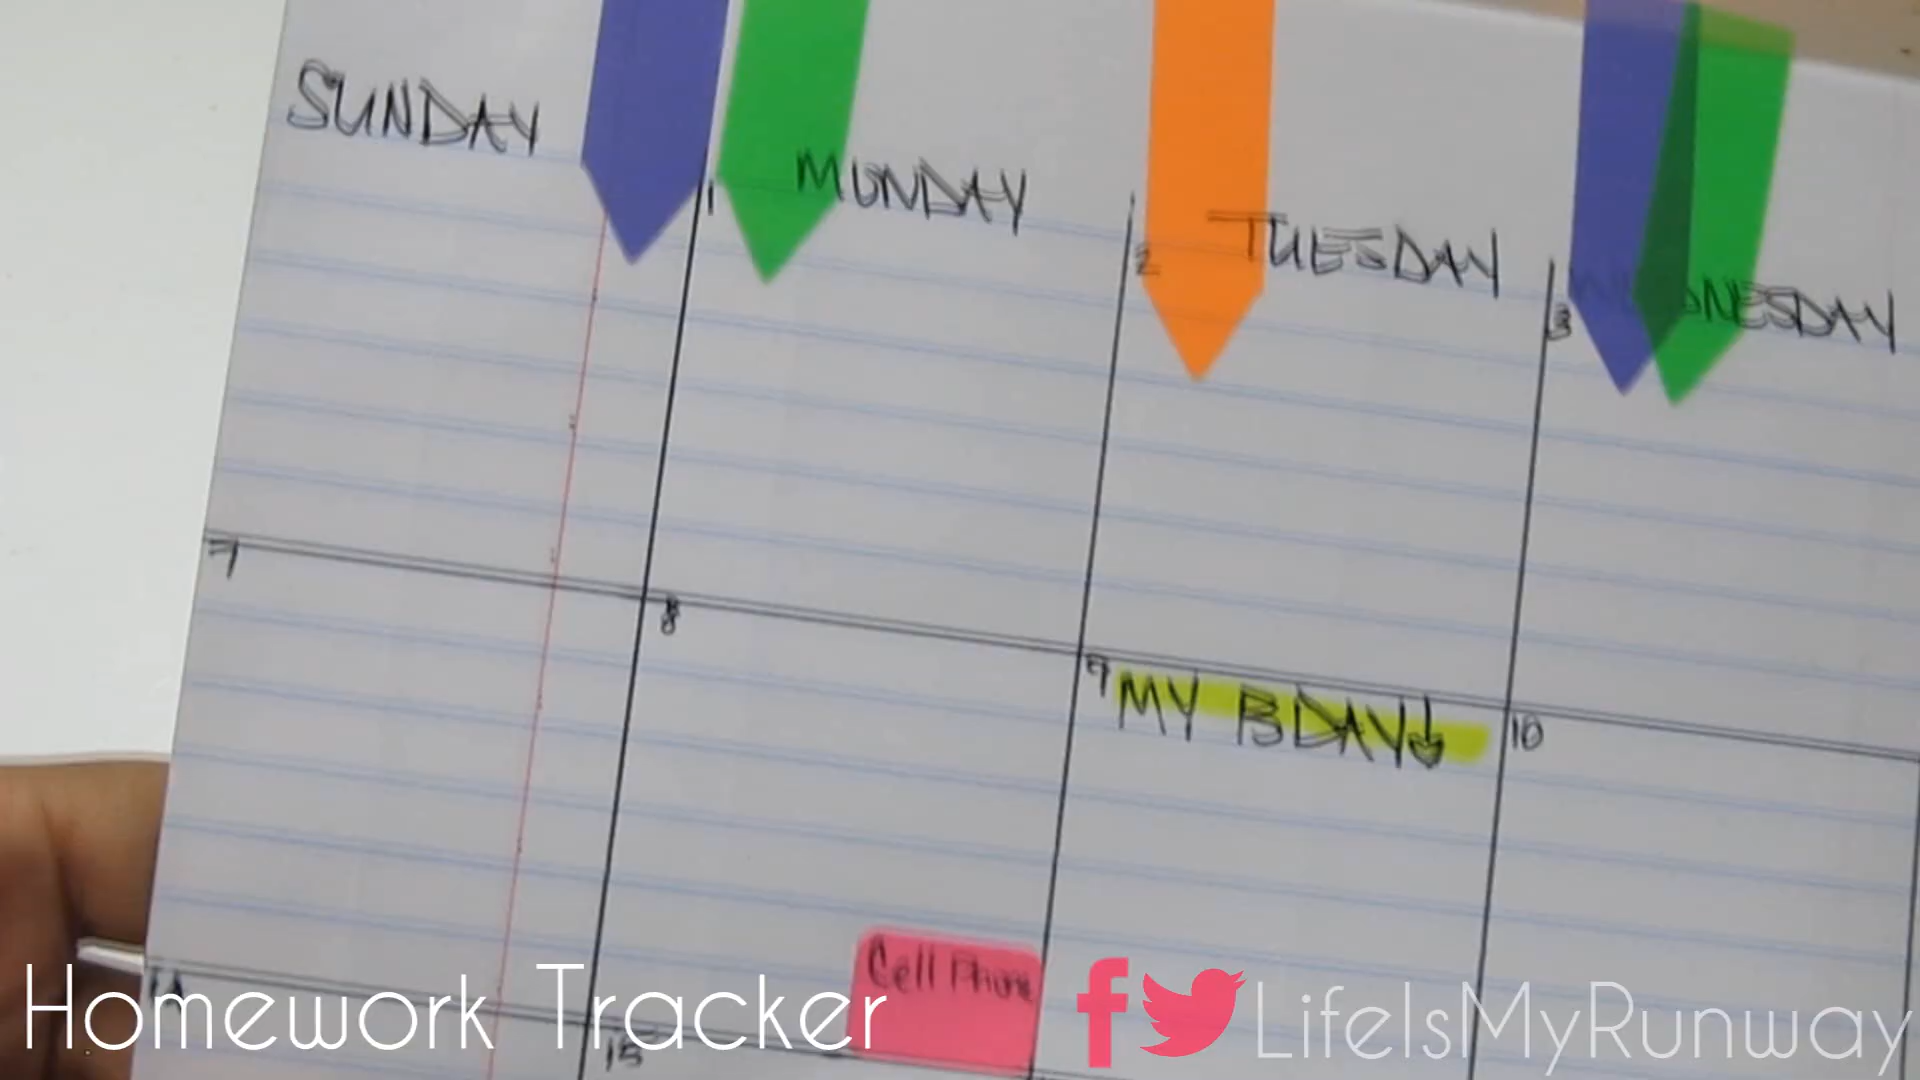 SUNDAY
MONDAY
TUESDAY
WEDNESDAY
1
2
3
7
8
9 MY BDAY
10
Cell Phone
14
15
Homework Tracker
LifeIsMyRunway